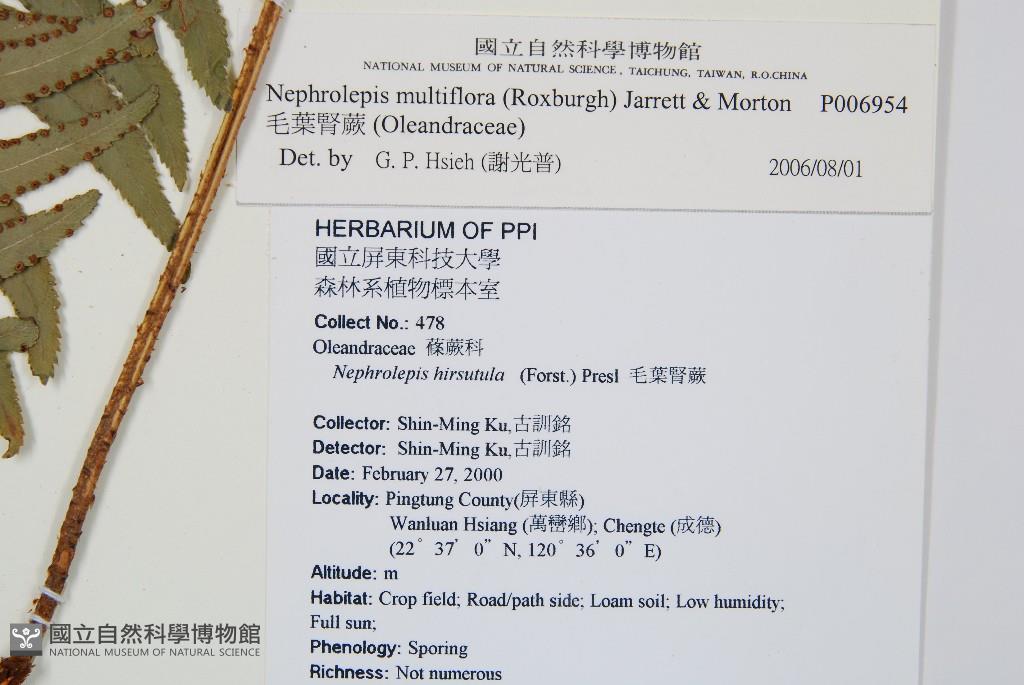 國立自然科學博物館
NATIONAL MUSEUM OF NATURAL SCIENCE, TAICHUNG, TAIWAN, R.O.CHINA
Nephrolepis multiflora (Roxburgh) Jarrett & Morton P006954
毛葉腎蕨 (Oleandraceae)
Det. by G. P. Hsieh (謝光普) 2006/08/01
HERBARIUM OF PPI
國立屏東科技大學
森林系植物標本室
Collect No.: 478
Oleandraceae 蓧蕨科
Nephrolepis hirsutula (Forst.) Presl 毛葉腎蕨
Collector: Shin-Ming Ku,古訓銘
Detector: Shin-Ming Ku,古訓銘
Date: February 27, 2000
Locality: Pingtung County(屏東縣)
Wanluan Hsiang (萬巒鄉); Chengte (成德)
(22° 37' 0" N, 120° 36' 0" E)
Altitude: m
Habitat: Crop field; Road/path side; Loam soil; Low humidity;
Full sun;
Phenology: Sporing
Richness: Not numerous
國立自然科學博物館
NATIONAL MUSEUM OF NATURAL SCIENCE